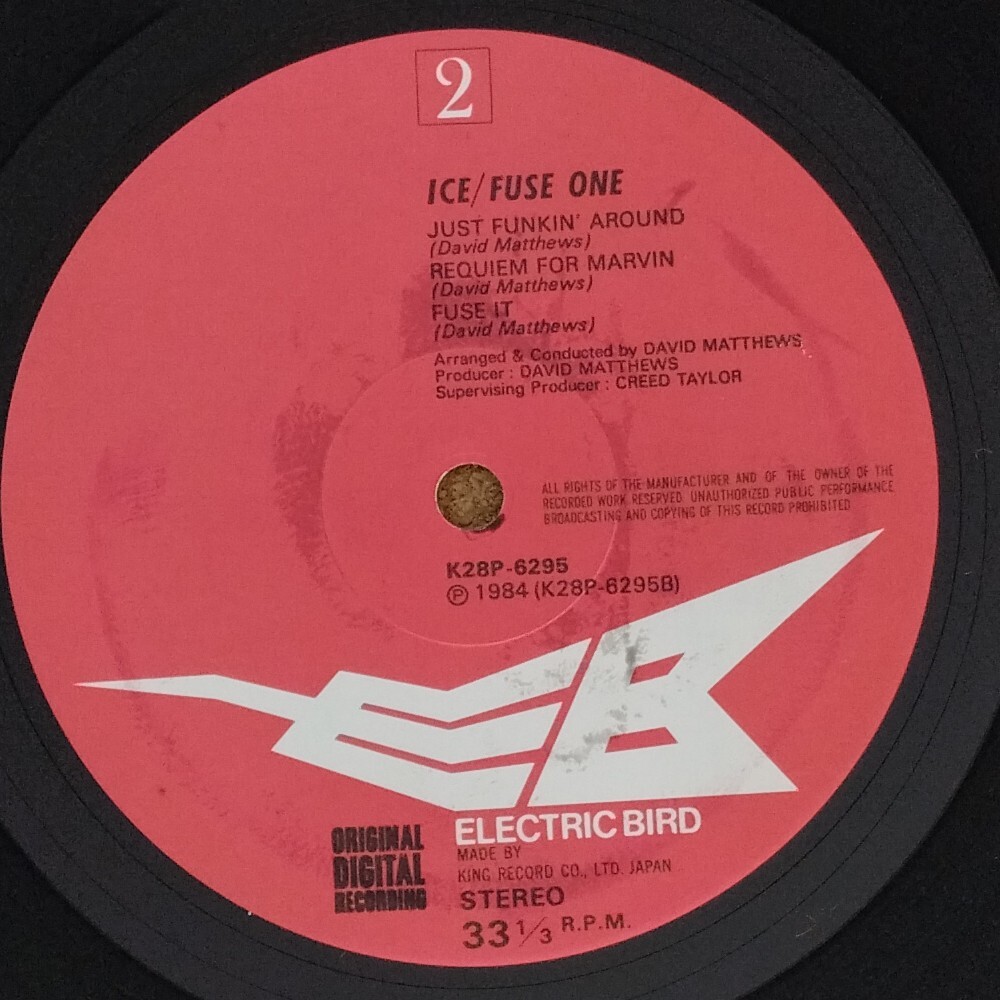 2
ICE/FUSE ONE
JUST FUNKIN' AROUND
(David Matthews)
REQUIEM FOR MARVIN
(David Matthews)
FUSE IT
(David Matthews)
Arranged & Conducted by DAVID MATTHEWS
Producer : DAVID MATTHEWS
Supervising Producer : CREED TAYLOR
ALL RIGHTS OF THE MANUFACTURER AND OF THE OWNER OF THE
RECORDED WORK RESERVED UNAUTHORIZED PUBLIC PERFORMANCE
BROADCASTING AND COPYING OF THIS RECORD PROHIBITED
K28P-6295
Ⓟ 1984 (K28P-6295B)
EB
ELECTRIC BIRD
ORIGINAL
DIGITAL
RECORDING
MADE BY
KING RECORD CO., LTD. JAPAN
STEREO
33 1/3 R.P.M.